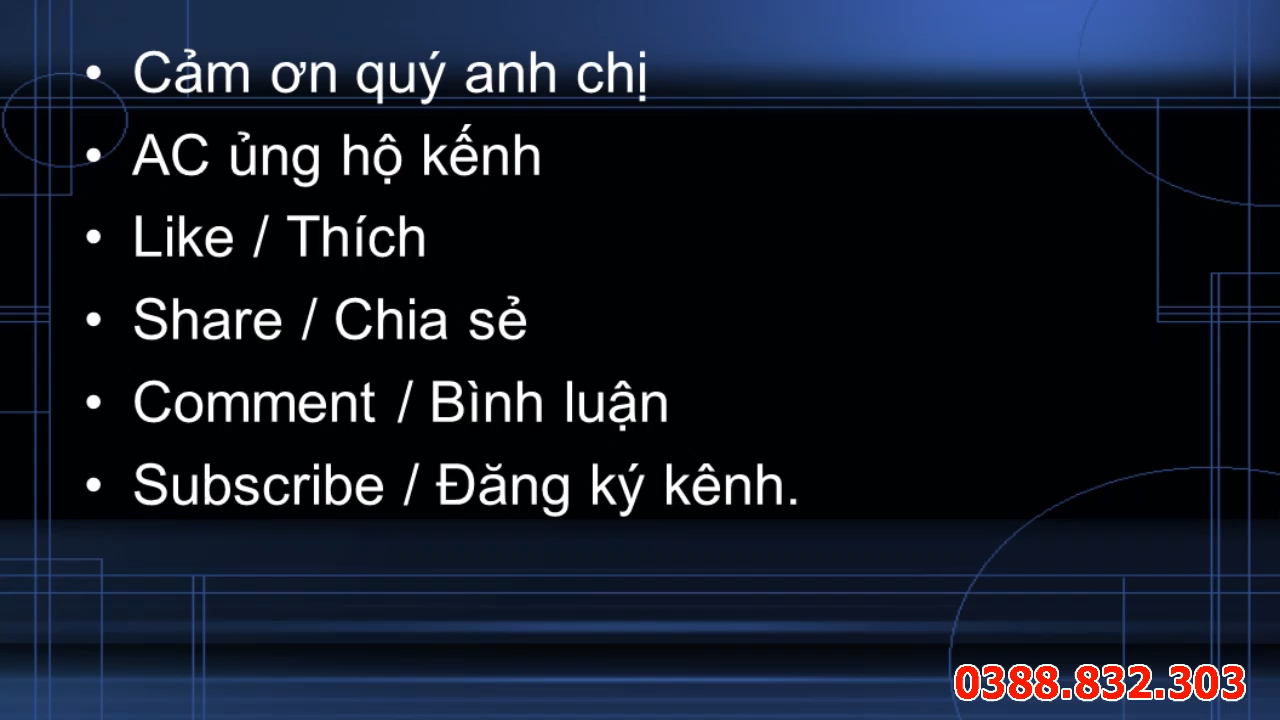 • Cảm ơn quý anh chị
• AC ủng hộ kếnh
• Like / Thích
• Share / Chia sẻ
• Comment / Bình luận
• Subscribe / Đăng ký kênh.
0388.832.303